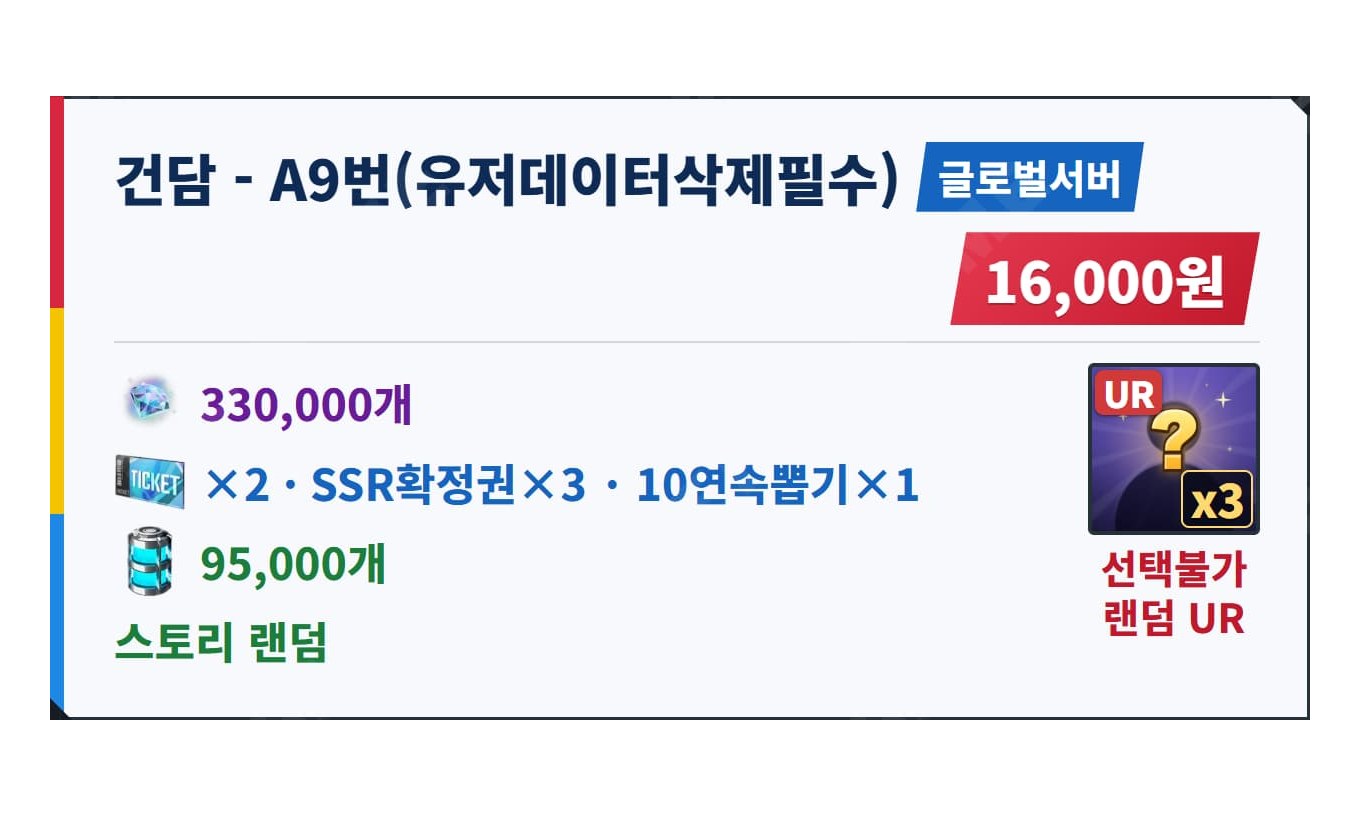 건담 - A9번(유저데이터삭제필수) 글로벌서버
16,000원
330,000개
TICKET ×2 · SSR확정권×3 · 10연속뽑기×1
95,000개
스토리 랜덤
UR
?
x3
선택불가
랜덤 UR